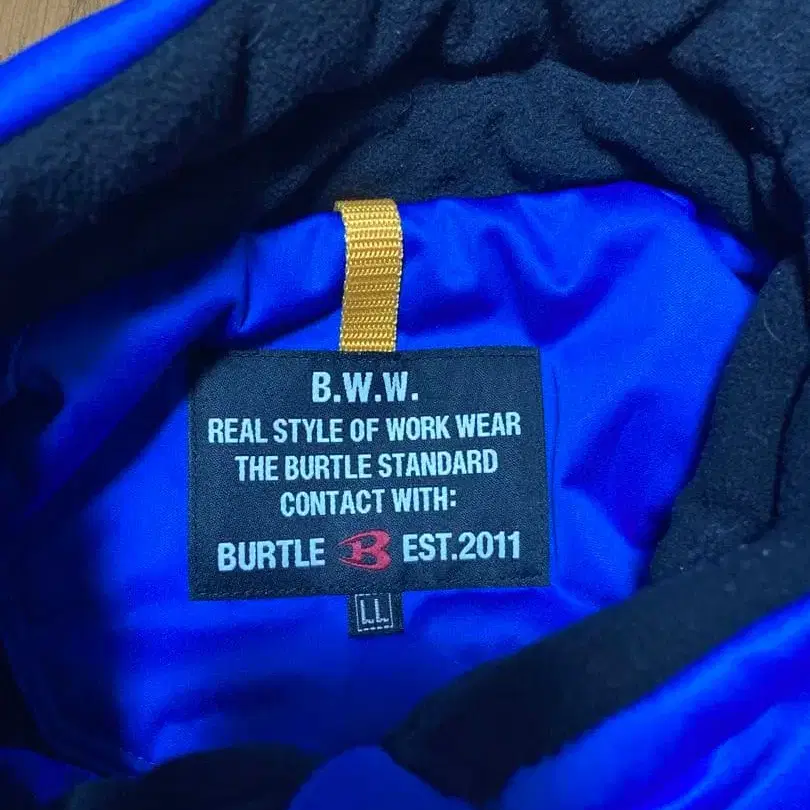 B.W.W.
REAL STYLE OF WORK WEAR
THE BURTLE STANDARD
CONTACT WITH:
BURTLE B EST.2011
LL